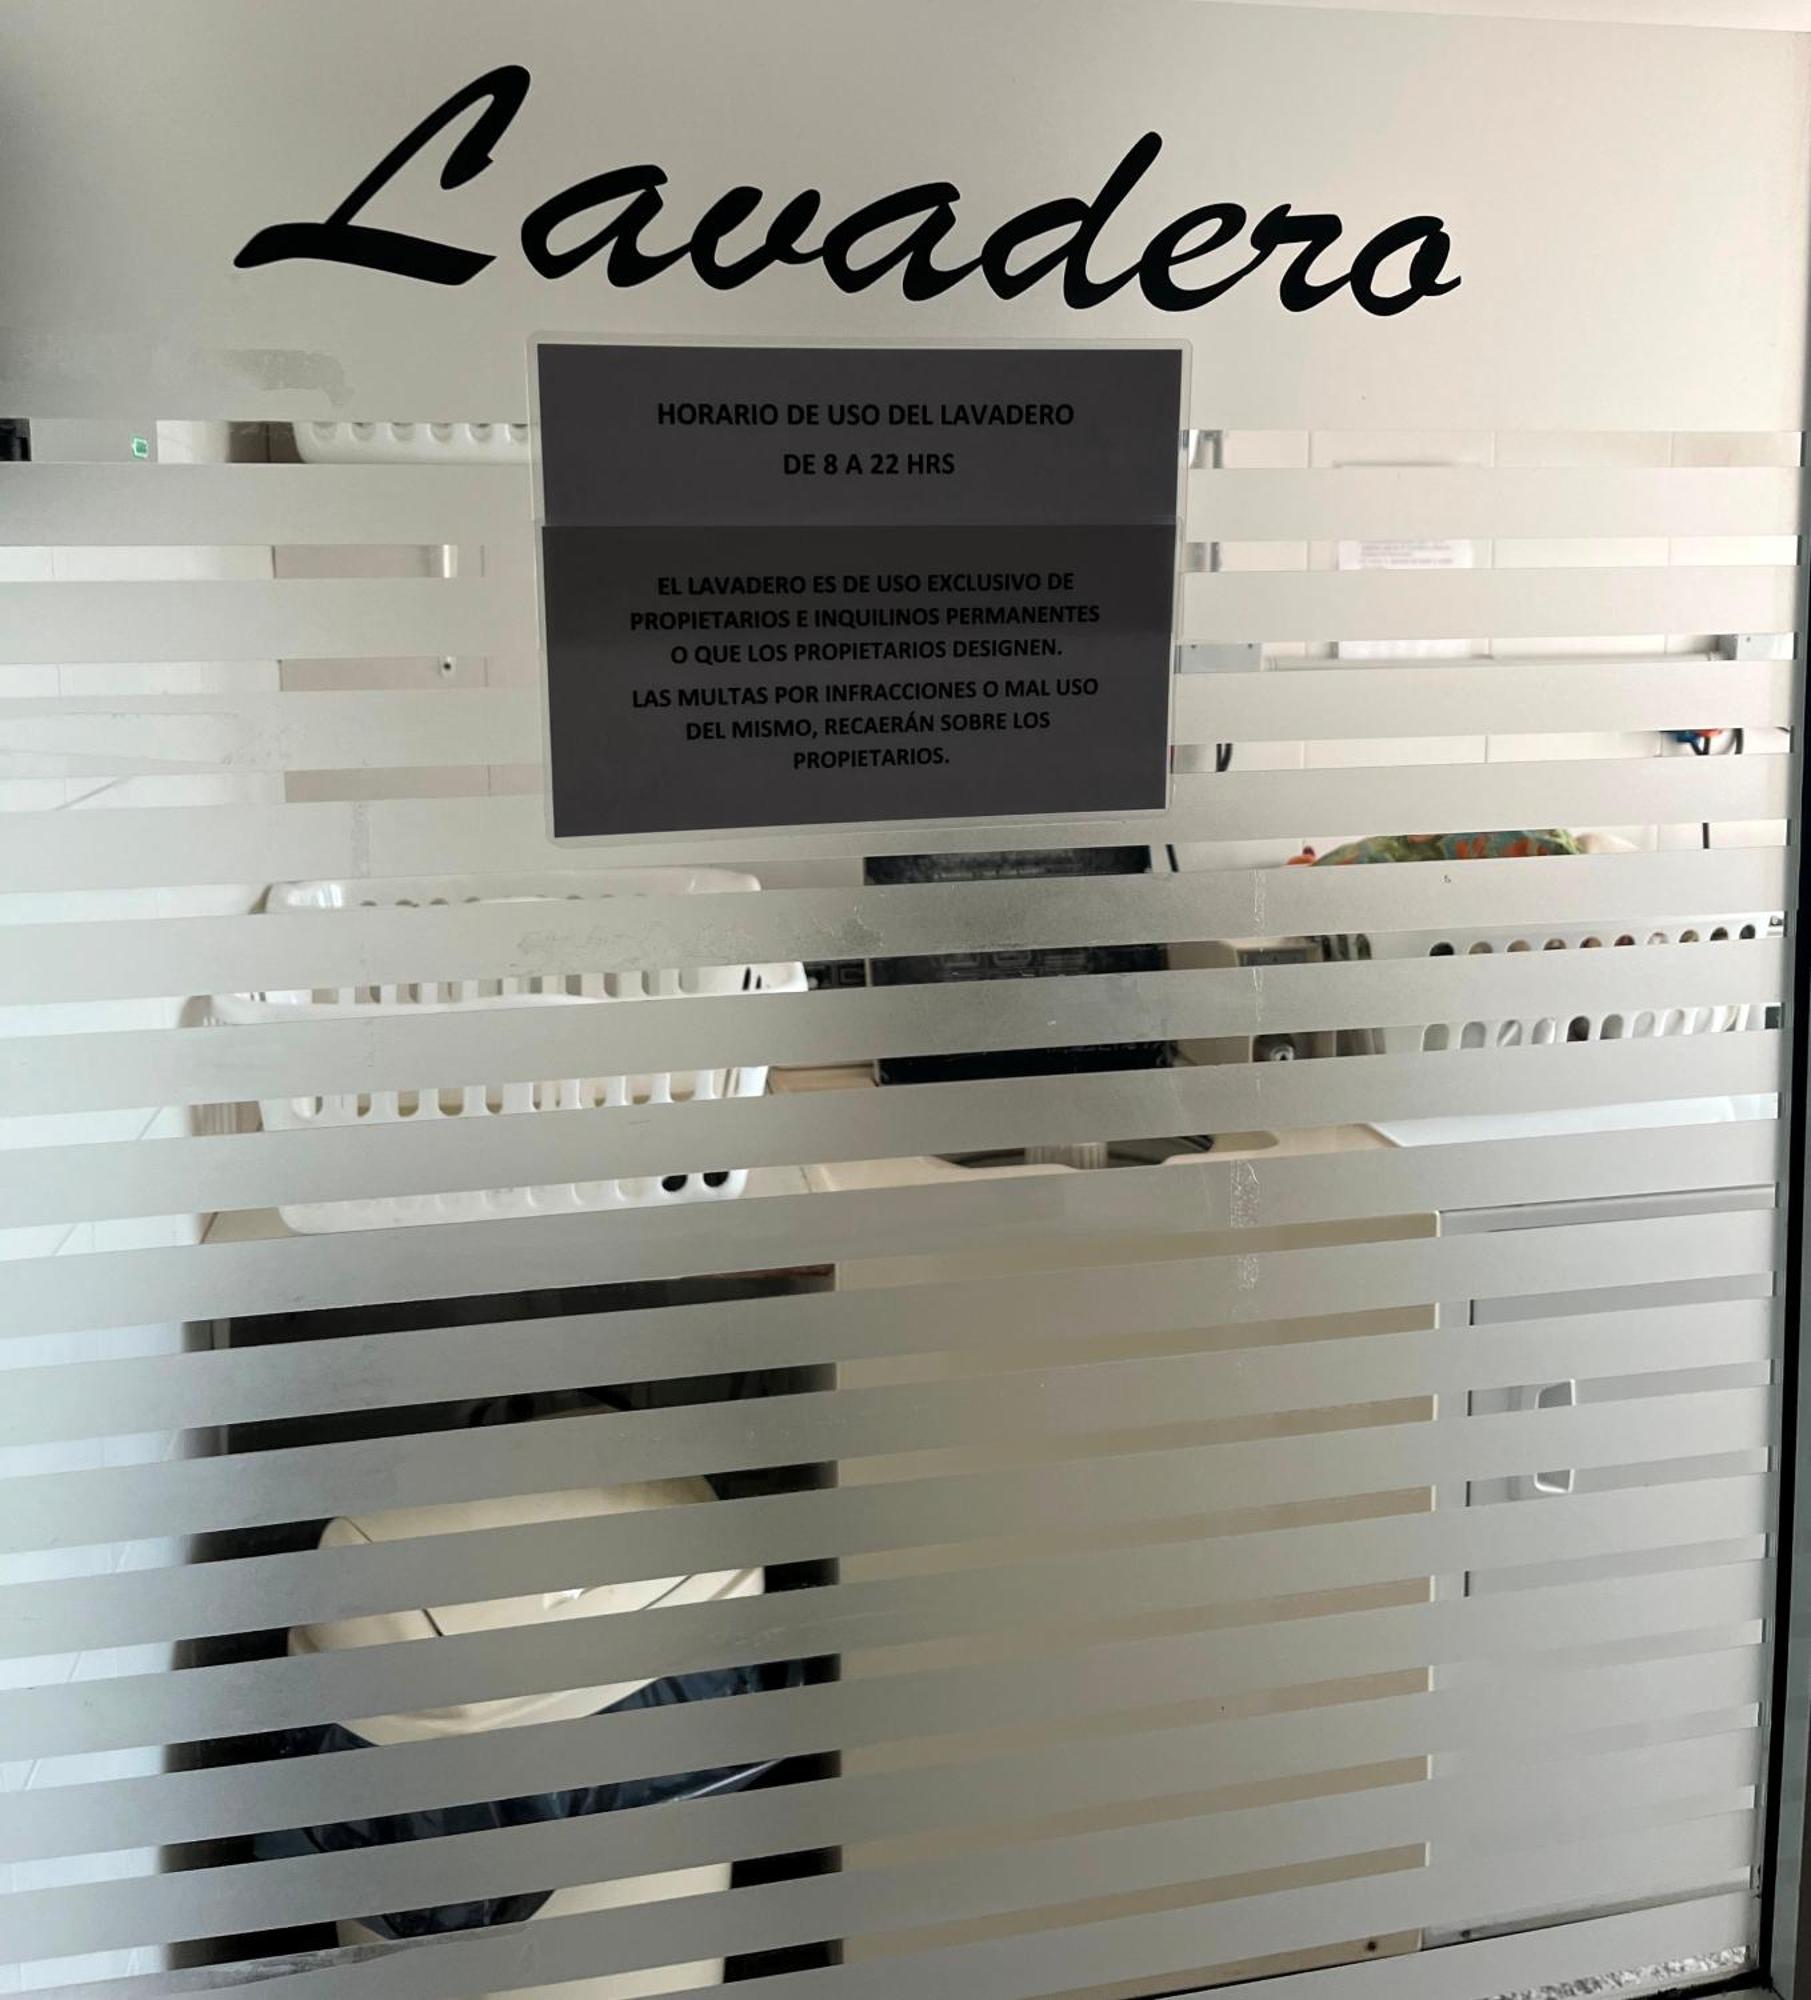 Lavadero
HORARIO DE USO DEL LAVADERO
DE 8 A 22 HRS
EL LAVADERO ES DE USO EXCLUSIVO DE
PROPIETARIOS E INQUILINOS PERMANENTES
O QUE LOS PROPIETARIOS DESIGNEN.
LAS MULTAS POR INFRACCIONES O MAL USO
DEL MISMO, RECAERÁN SOBRE LOS
PROPIETARIOS.